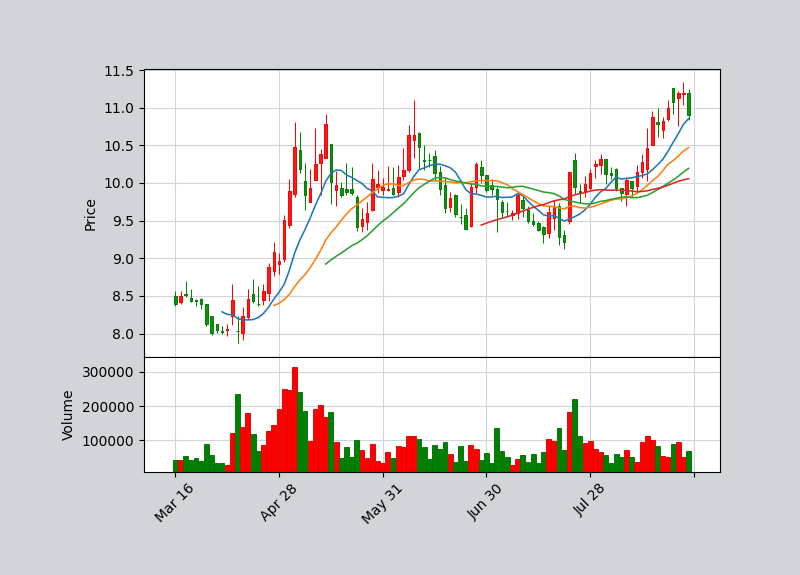 11.5
11.0
10.5
10.0
9.5
9.0
8.5
8.0
Price
300000
200000
100000
Volume
Mar 16
Apr 28
May 31
Jun 30
Jul 28